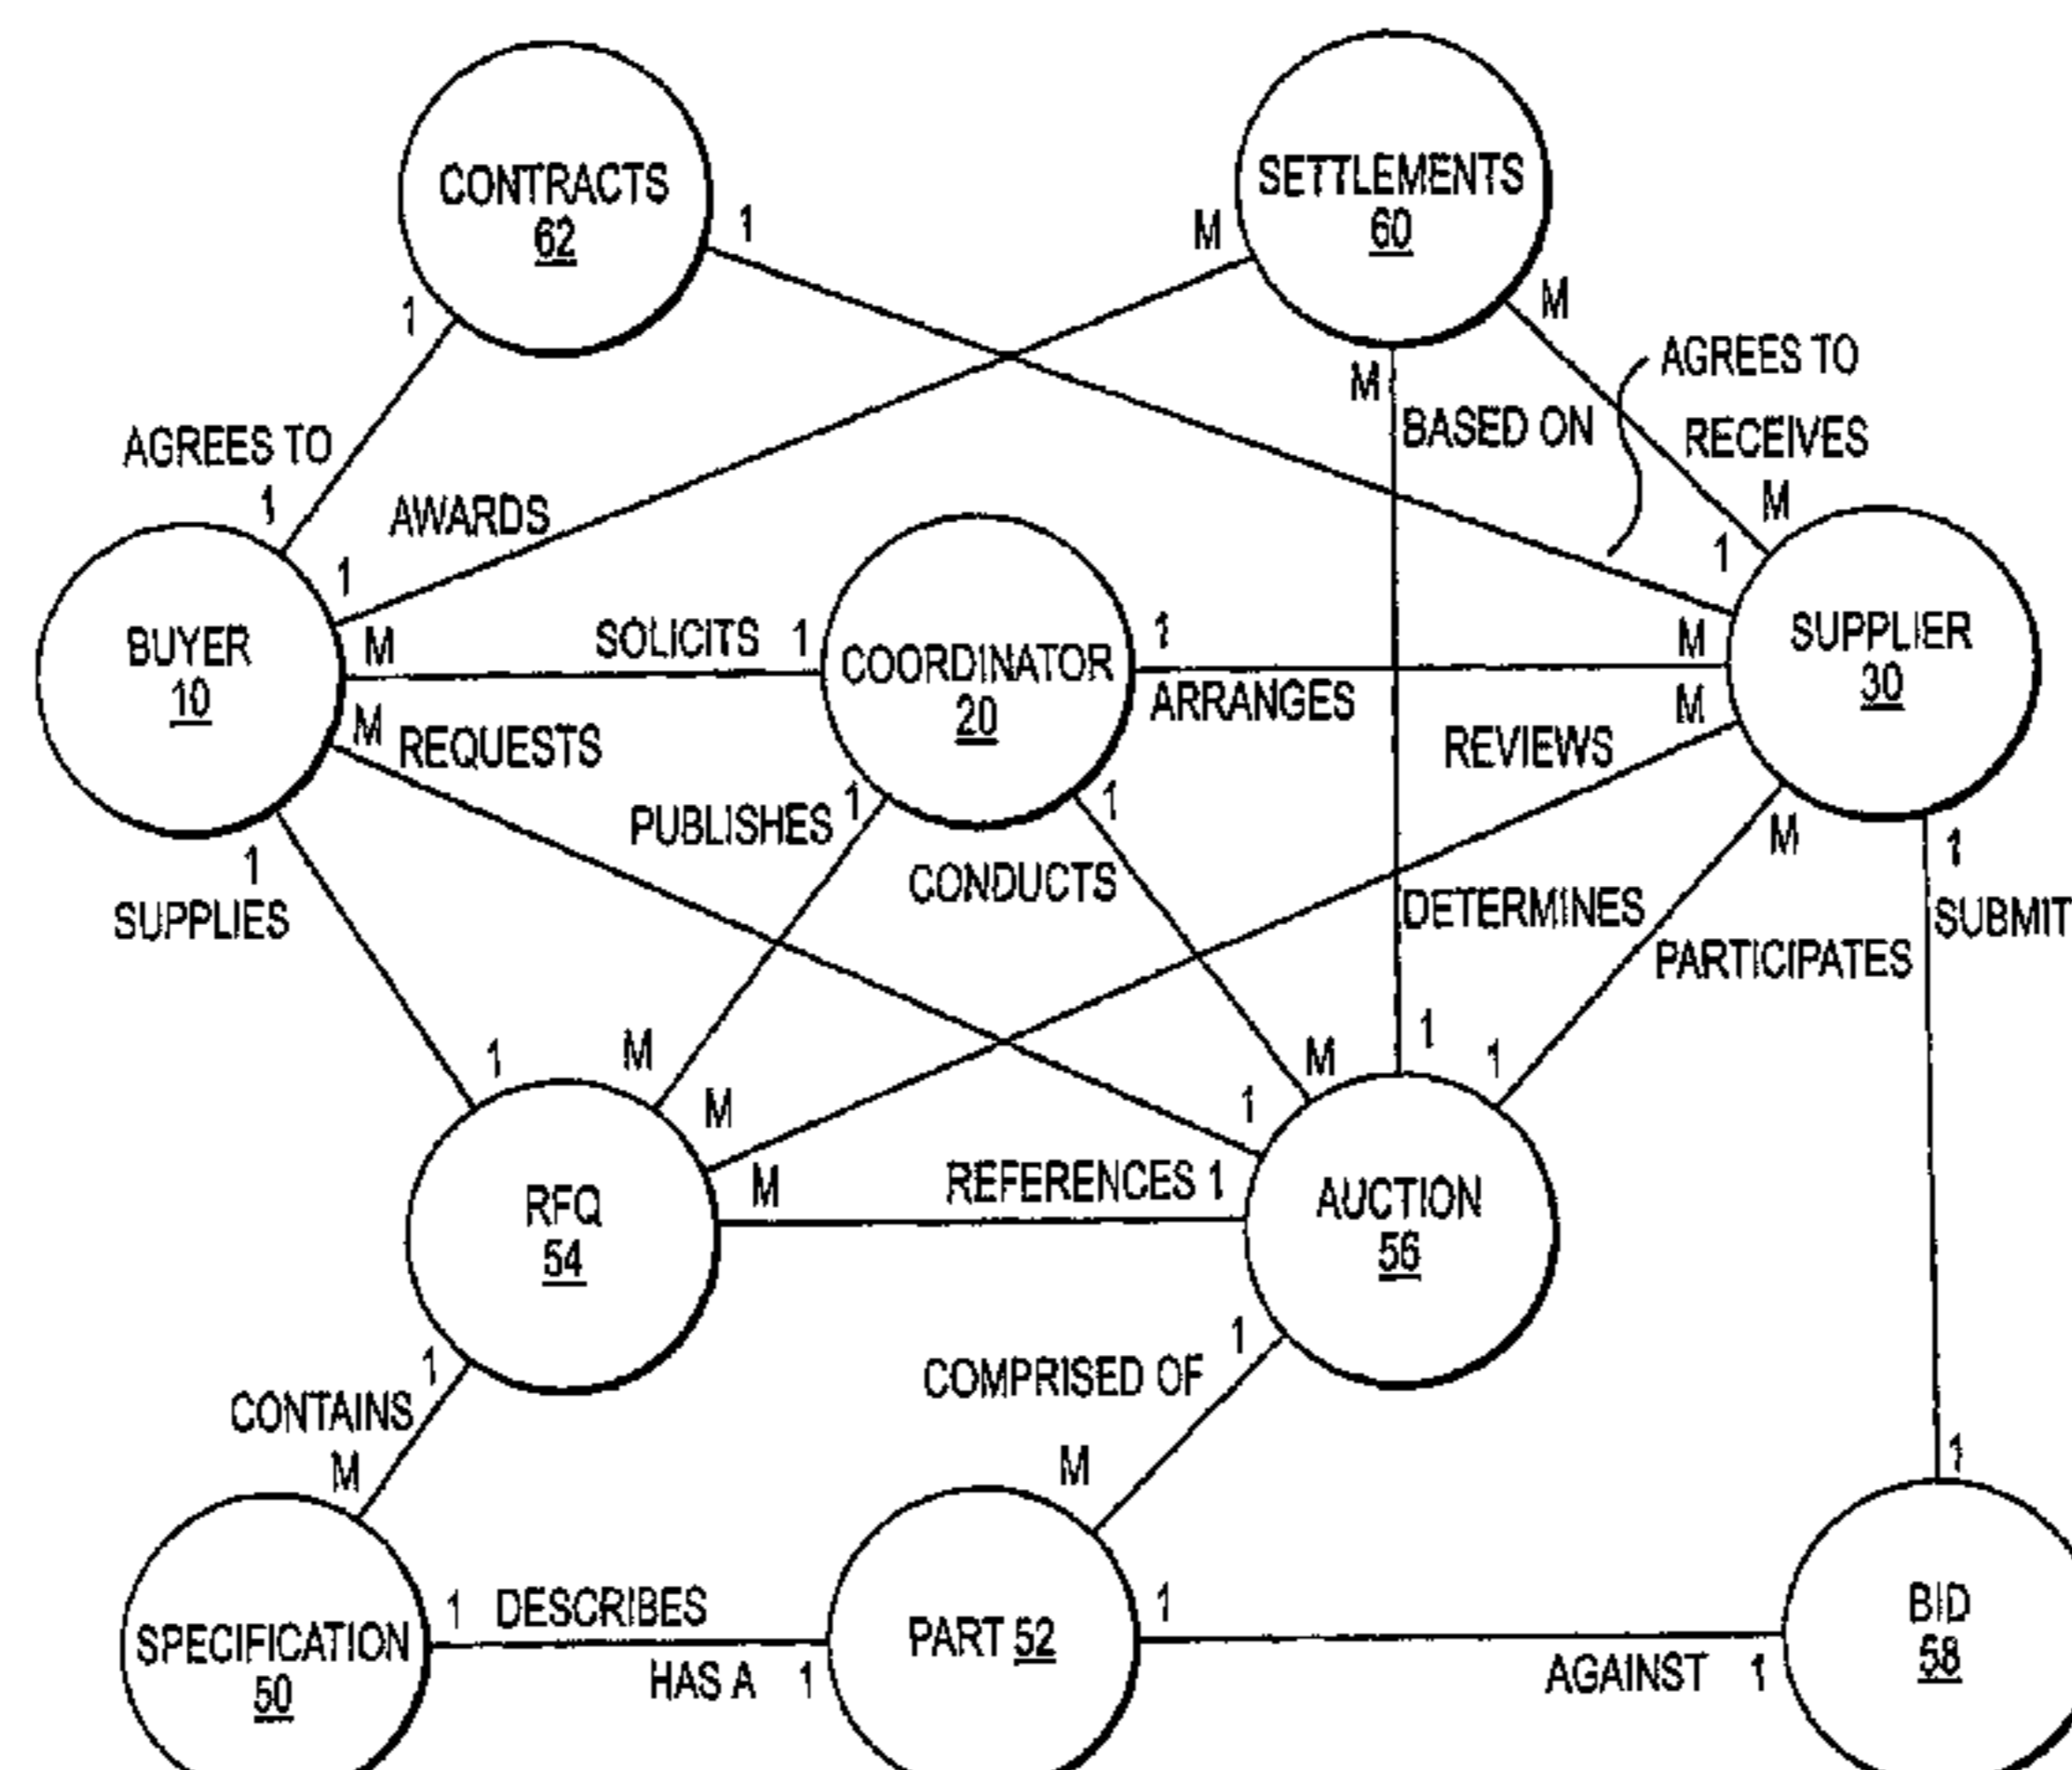 CONTRACTS
62
1
1
SETTLEMENTS
60
M
M
M
AGREES TO
BASED ON
RECEIVES
M
1
AGREES TO
1
AWARDS
1
BUYER
10
M
SOLICITS 1
COORDINATOR
20
1
ARRANGES
M
SUPPLIER
30
M
REVIEWS
M REQUESTS
PUBLISHES 1
1
CONDUCTS
1
SUPPLIES
DETERMINES
M
PARTICIPATES
1
SUBMIT
1
M
M
1
1
M
1
RFQ
54
M
REFERENCES 1
AUCTION
56
1
CONTAINS
M
1
COMPRISED OF
M
1
SPECIFICATION
50
1 DESCRIBES
HAS A 1
PART 52
1
AGAINST 1
BID
58